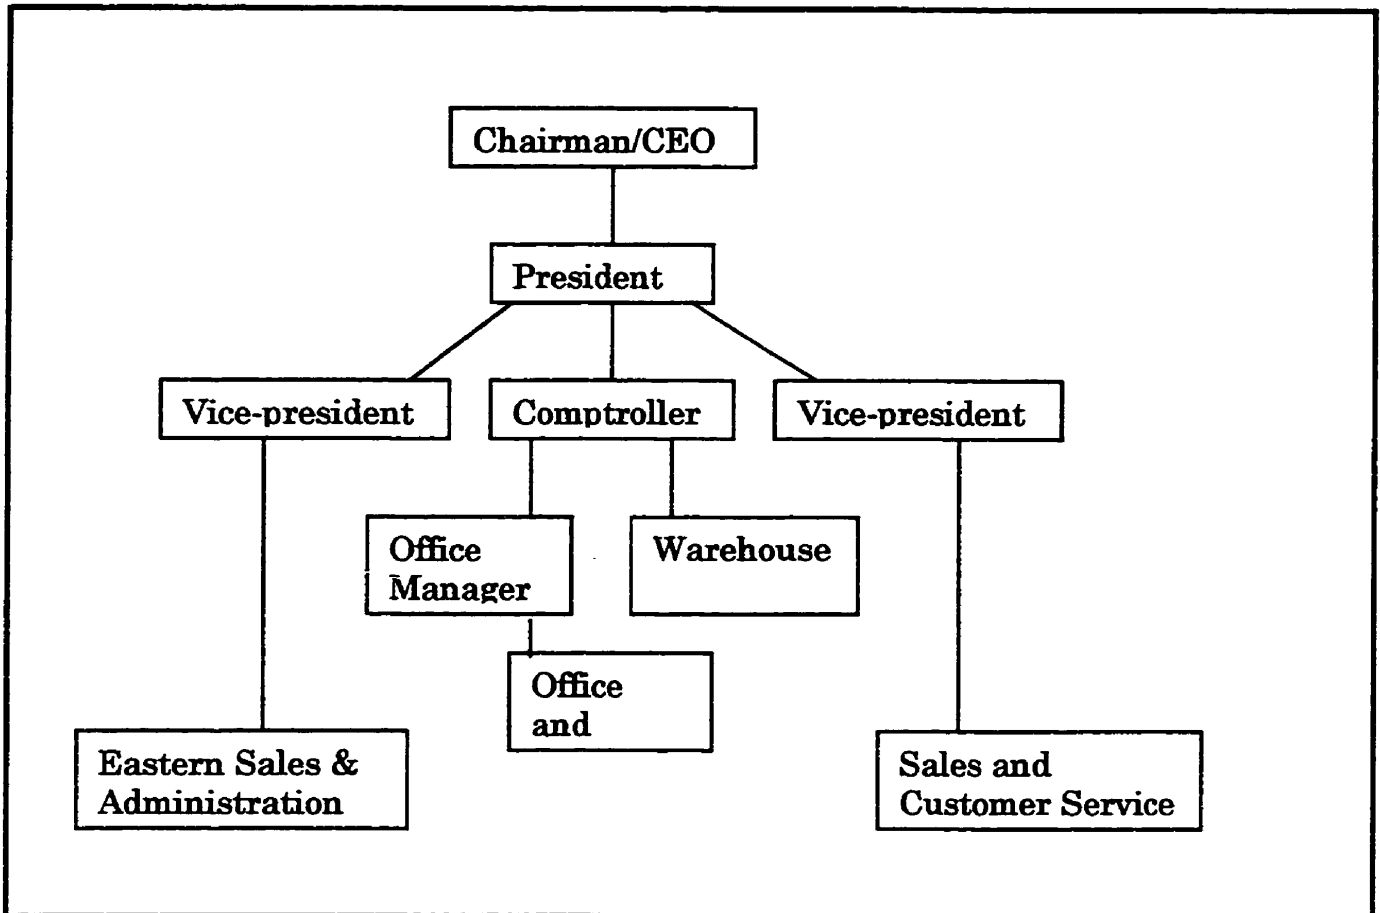 Chairman/CEO
President
Vice-president
Comptroller
Vice-president
Office
Manager
Warehouse
Office
and
Eastern Sales &
Administration
Sales and
Customer Service